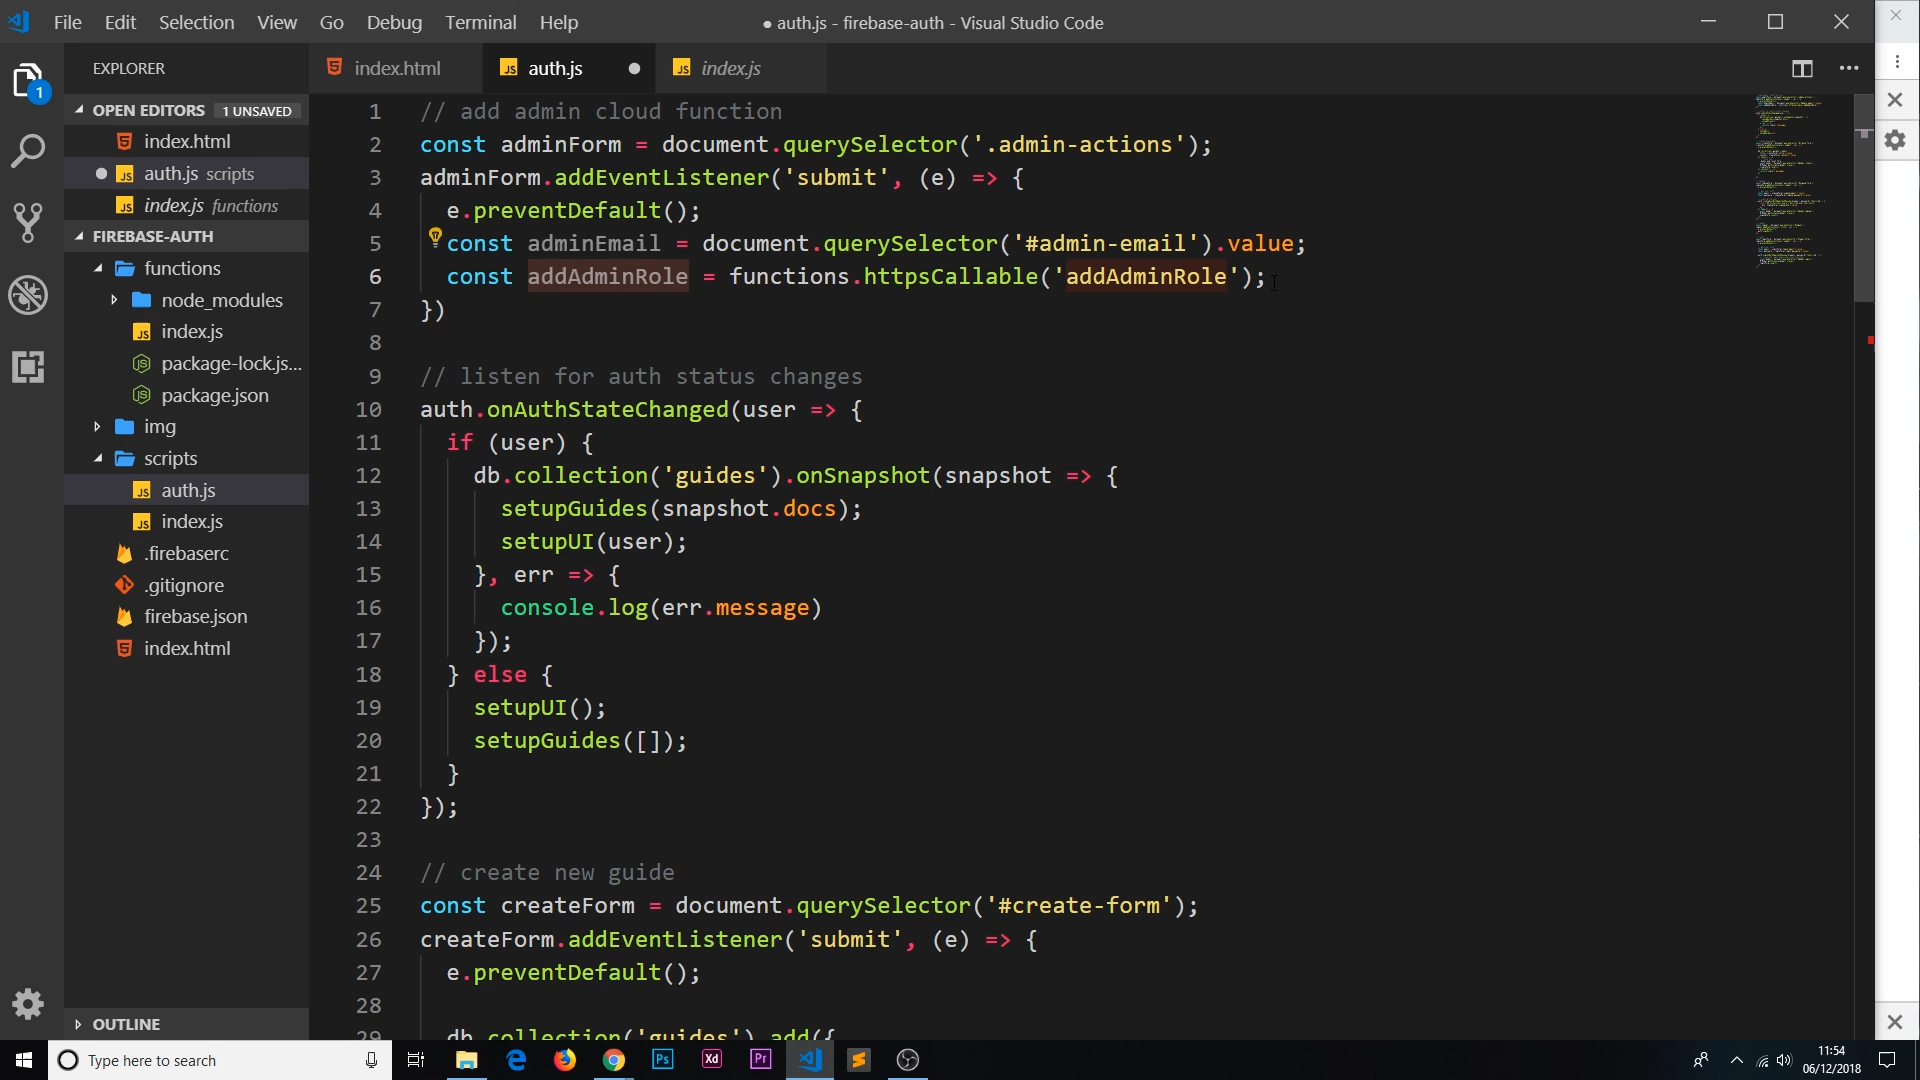 File Edit Selection View Go Debug Terminal Help
● auth.js - firebase-auth - Visual Studio Code
EXPLORER
OPEN EDITORS 1 UNSAVED
index.html
auth.js scripts
index.js functions
FIREBASE-AUTH
functions
node_modules
index.js
package-lock.js...
package.json
img
scripts
auth.js
index.js
.firebaserc
.gitignore
firebase.json
index.html
OUTLINE
1
index.html
auth.js
index.js
1 // add admin cloud function
2 const adminForm = document.querySelector('.admin-actions');
3 adminForm.addEventListener('submit', (e) => {
4 e.preventDefault();
5 const adminEmail = document.querySelector('#admin-email').value;
6 const addAdminRole = functions.httpsCallable('addAdminRole');
7 })
8
9 // listen for auth status changes
10 auth.onAuthStateChanged(user => {
11 if (user) {
12 db.collection('guides').onSnapshot(snapshot => {
13 setupGuides(snapshot.docs);
14 setupUI(user);
15 }, err => {
16 console.log(err.message)
17 });
18 } else {
19 setupUI();
20 setupGuides([]);
21 }
22 });
23
24 // create new guide
25 const createForm = document.querySelector('#create-form');
26 createForm.addEventListener('submit', (e) => {
27 e.preventDefault();
28
29 db.collection('guides').add({
Type here to search
11:54
06/12/2018